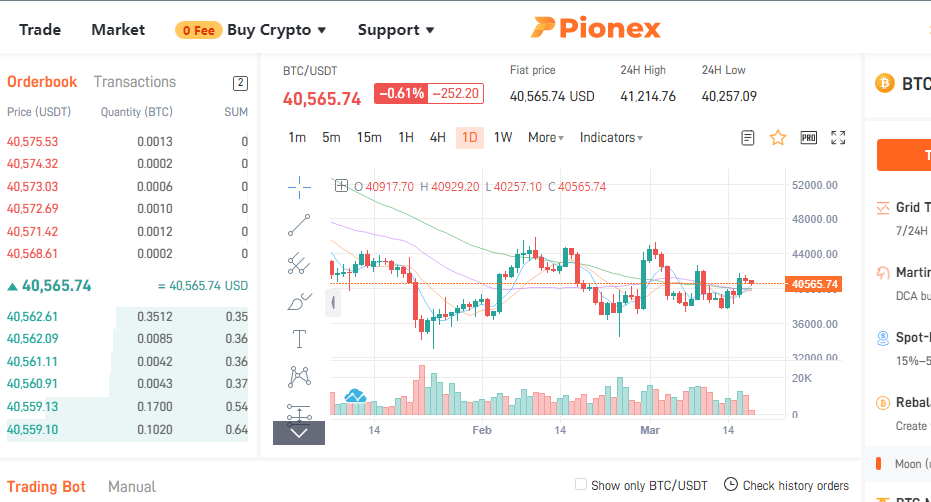 Trade Market 0 Fee Buy Crypto Support Pionex
Orderbook Transactions 2
Price (USDT) Quantity (BTC) SUM
40,575.53 0.0013 0
40,574.32 0.0002 0
40,573.03 0.0006 0
40,572.69 0.0010 0
40,571.42 0.0012 0
40,568.61 0.0002 0
40,565.74 = 40,565.74 USD
40,562.61 0.3512 0.35
40,562.09 0.0085 0.36
40,561.11 0.0042 0.36
40,560.91 0.0043 0.37
40,559.13 0.1700 0.54
40,559.10 0.1020 0.64
BTC/USDT
40,565.74 −0.61% −252.20
Fiat price 24H High 24H Low
40,565.74 USD 41,214.76 40,257.09
1m 5m 15m 1H 4H 1D 1W More Indicators PRO
O 40917.70 H 40929.20 L 40257.10 C 40565.74
52000.00
48000.00
44000.00
40565.74
36000.00
32000.00
20K
0
14 Feb 14 Mar 14
BTC
Grid T
7/24H
Martin
DCA bu
Spot-
15%–5
Rebala
Create
Moon (
Trading Bot Manual
Show only BTC/USDT Check history orders